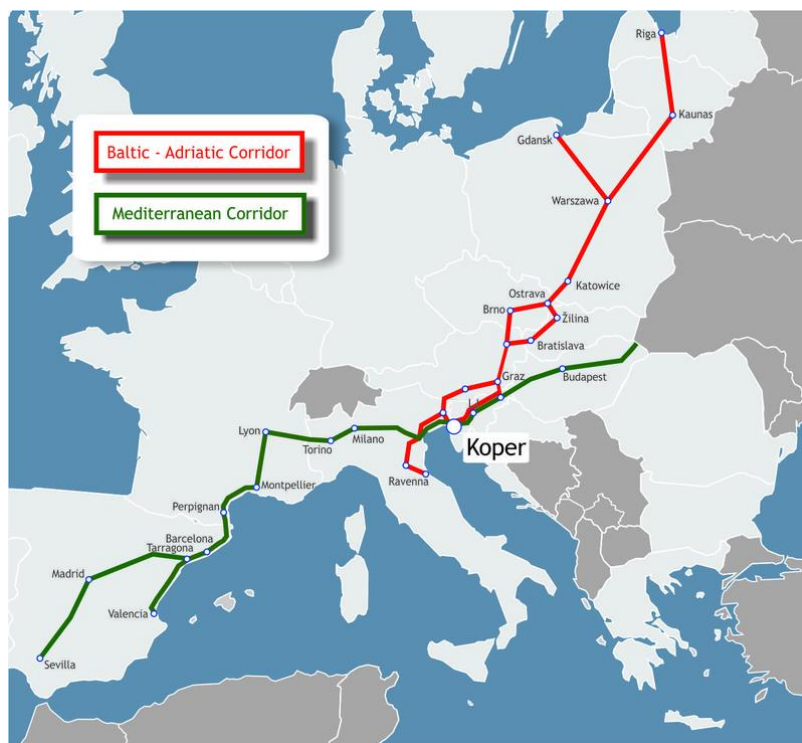 Riga
Kaunas
Gdansk
Baltic - Adriatic Corridor
Warszawa
Mediterranean Corridor
Katowice
Ostrava
Brno
Žilina
Bratislava
Graz
Budapest
Lyon
Milano
Torino
Koper
Ravenna
Montpellier
Perpignan
Barcelona
Tarragona
Madrid
Valencia
Sevilla